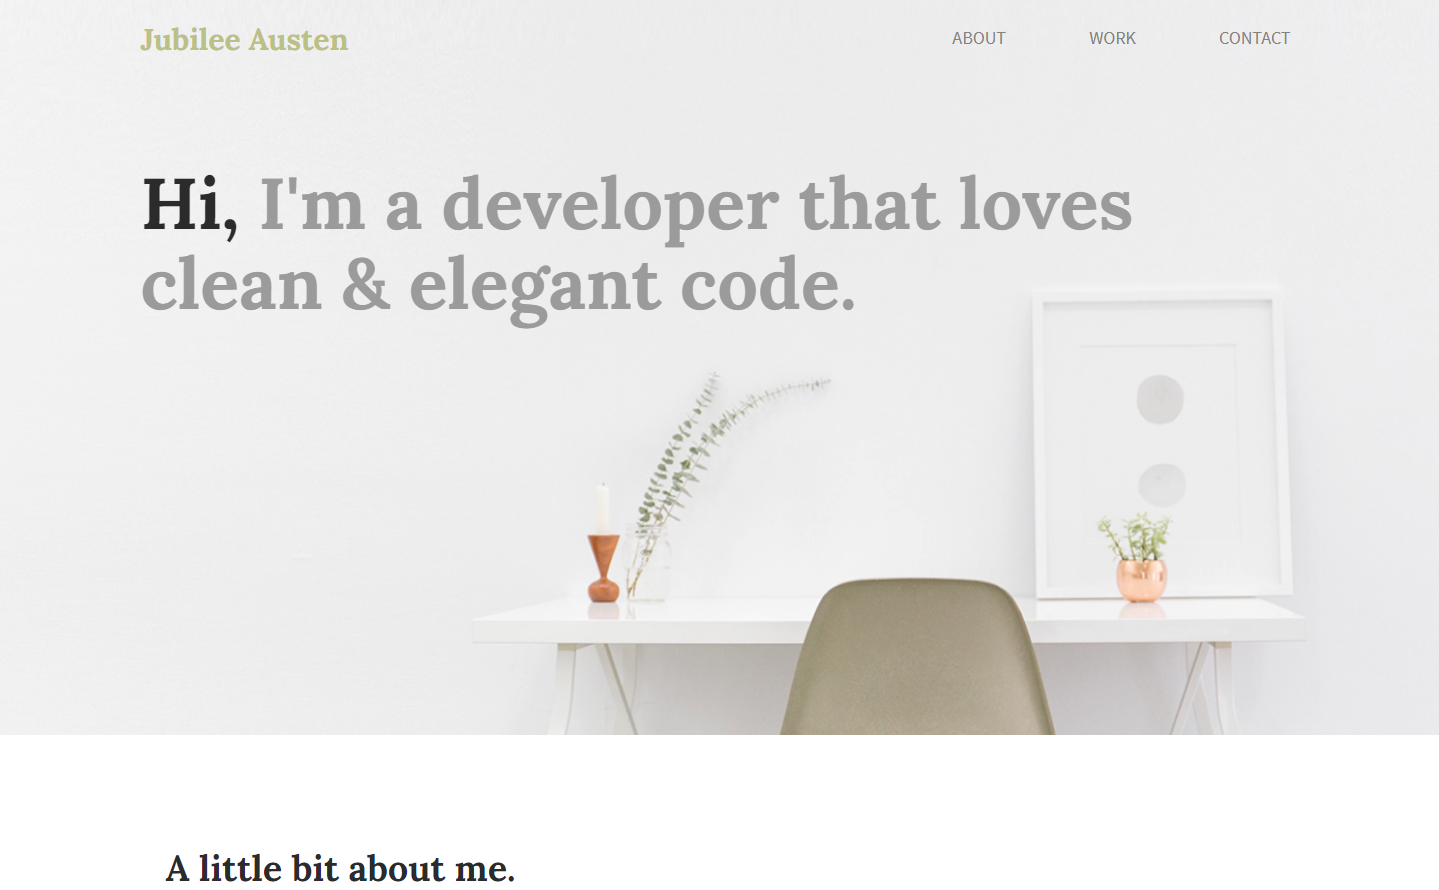 Jubilee Austen
ABOUT WORK CONTACT
Hi, I'm a developer that loves
clean & elegant code.
A little bit about me.